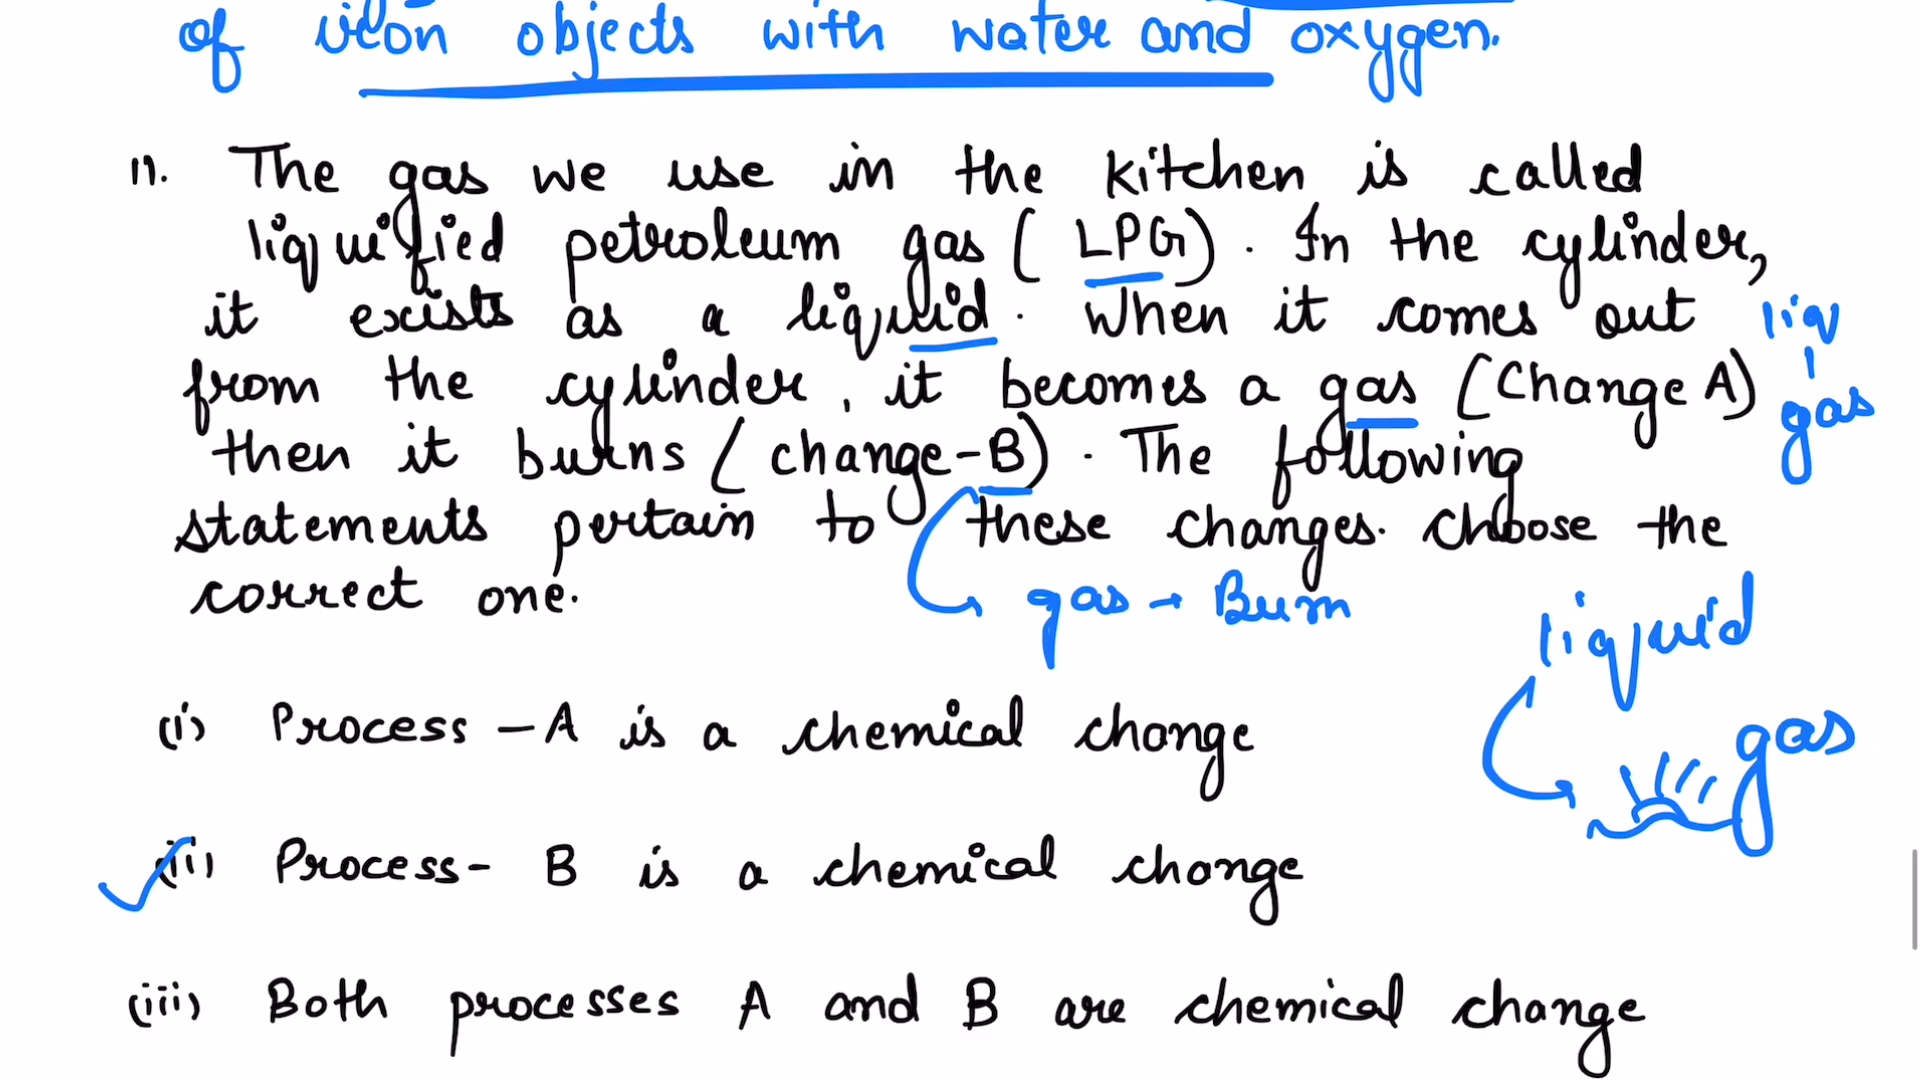 of iron objects with water and oxygen.
11. The gas we use in the kitchen is called
liquified petroleum gas ( LPG) . In the cylinder,
it exists as a liquid . When it comes out
liq
from the cylinder, it becomes a gas (Change A)
gas
then it burns ( change-B) . The following
statements pertain to these changes. Choose the
correct one.
gas → Burn
liquid
gas
(i) Process - A is a chemical change
(ii) Process- B is a chemical change
(iii) Both processes A and B are chemical change